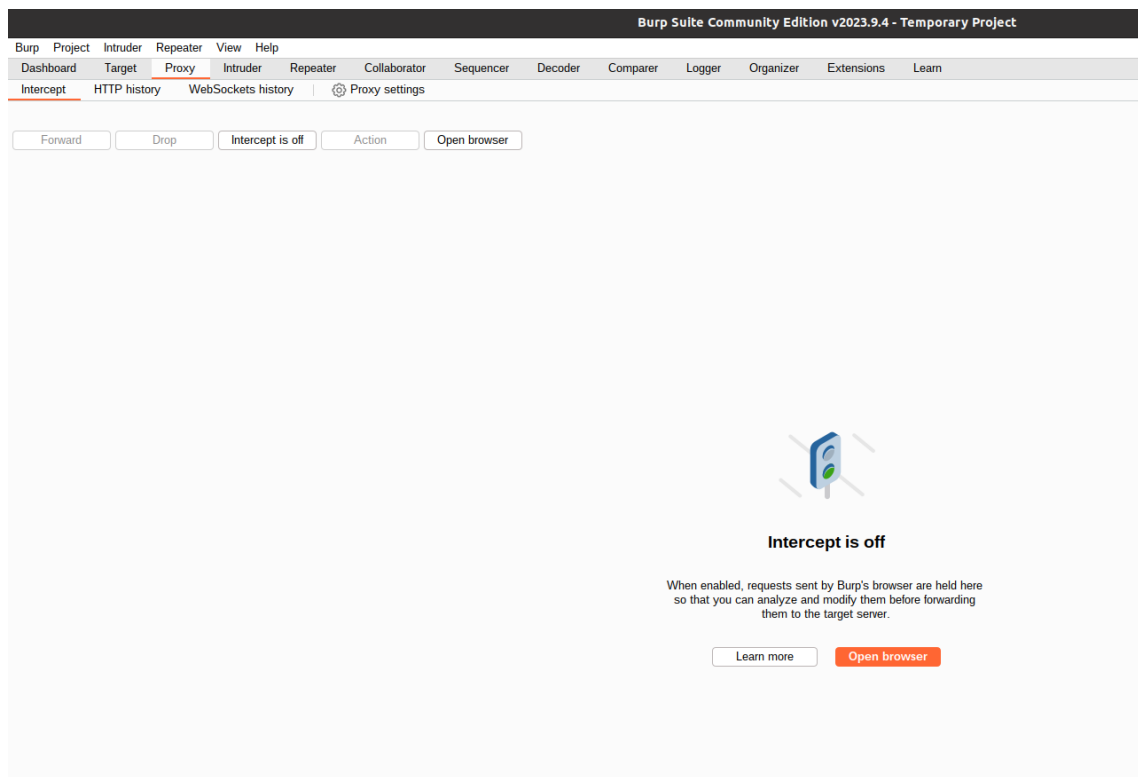 Burp Suite Community Edition v2023.9.4 - Temporary Project
Burp Project Intruder Repeater View Help
Dashboard Target Proxy Intruder Repeater Collaborator Sequencer Decoder Comparer Logger Organizer Extensions Learn
Intercept HTTP history WebSockets history Proxy settings
Forward Drop Intercept is off Action Open browser
Intercept is off
When enabled, requests sent by Burp's browser are held here
so that you can analyze and modify them before forwarding
them to the target server.
Learn more Open browser